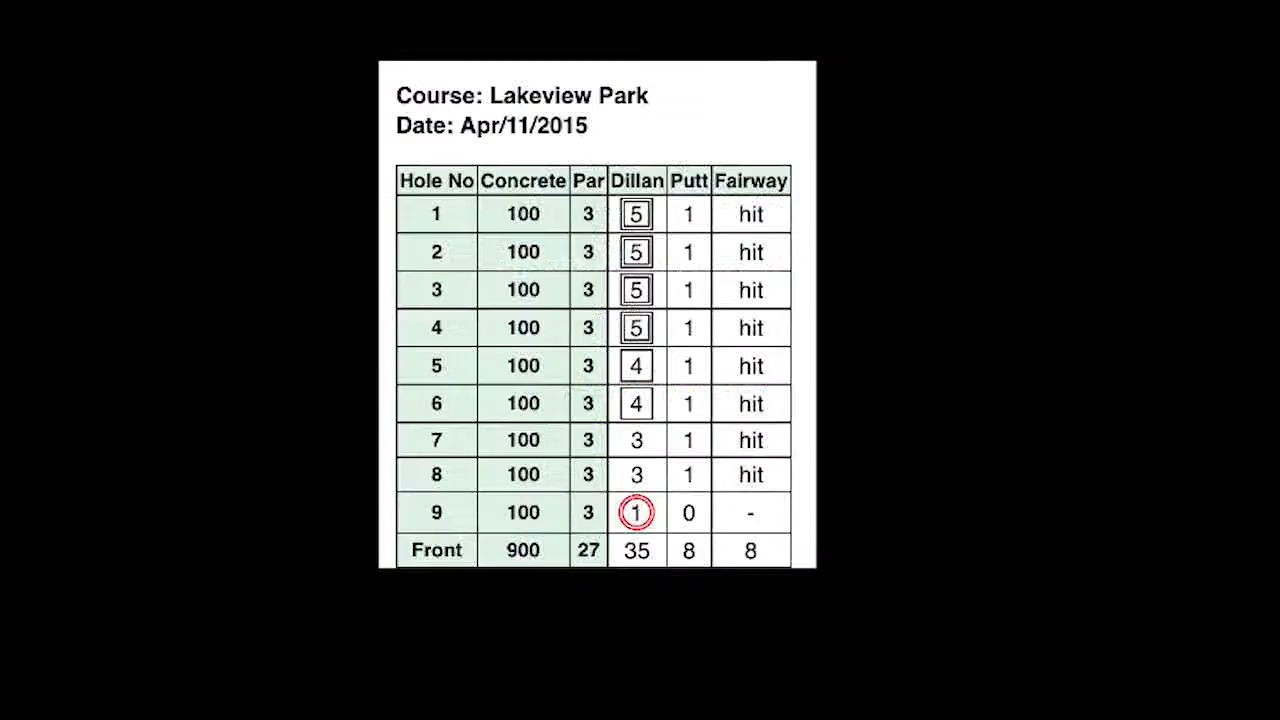 Course: Lakeview Park
Date: Apr/11/2015
Hole No Concrete Par Dillan Putt Fairway
1 100 3 5 1 hit
2 100 3 5 1 hit
3 100 3 5 1 hit
4 100 3 5 1 hit
5 100 3 4 1 hit
6 100 3 4 1 hit
7 100 3 3 1 hit
8 100 3 3 1 hit
9 100 3 1 0 -
Front 900 27 35 8 8